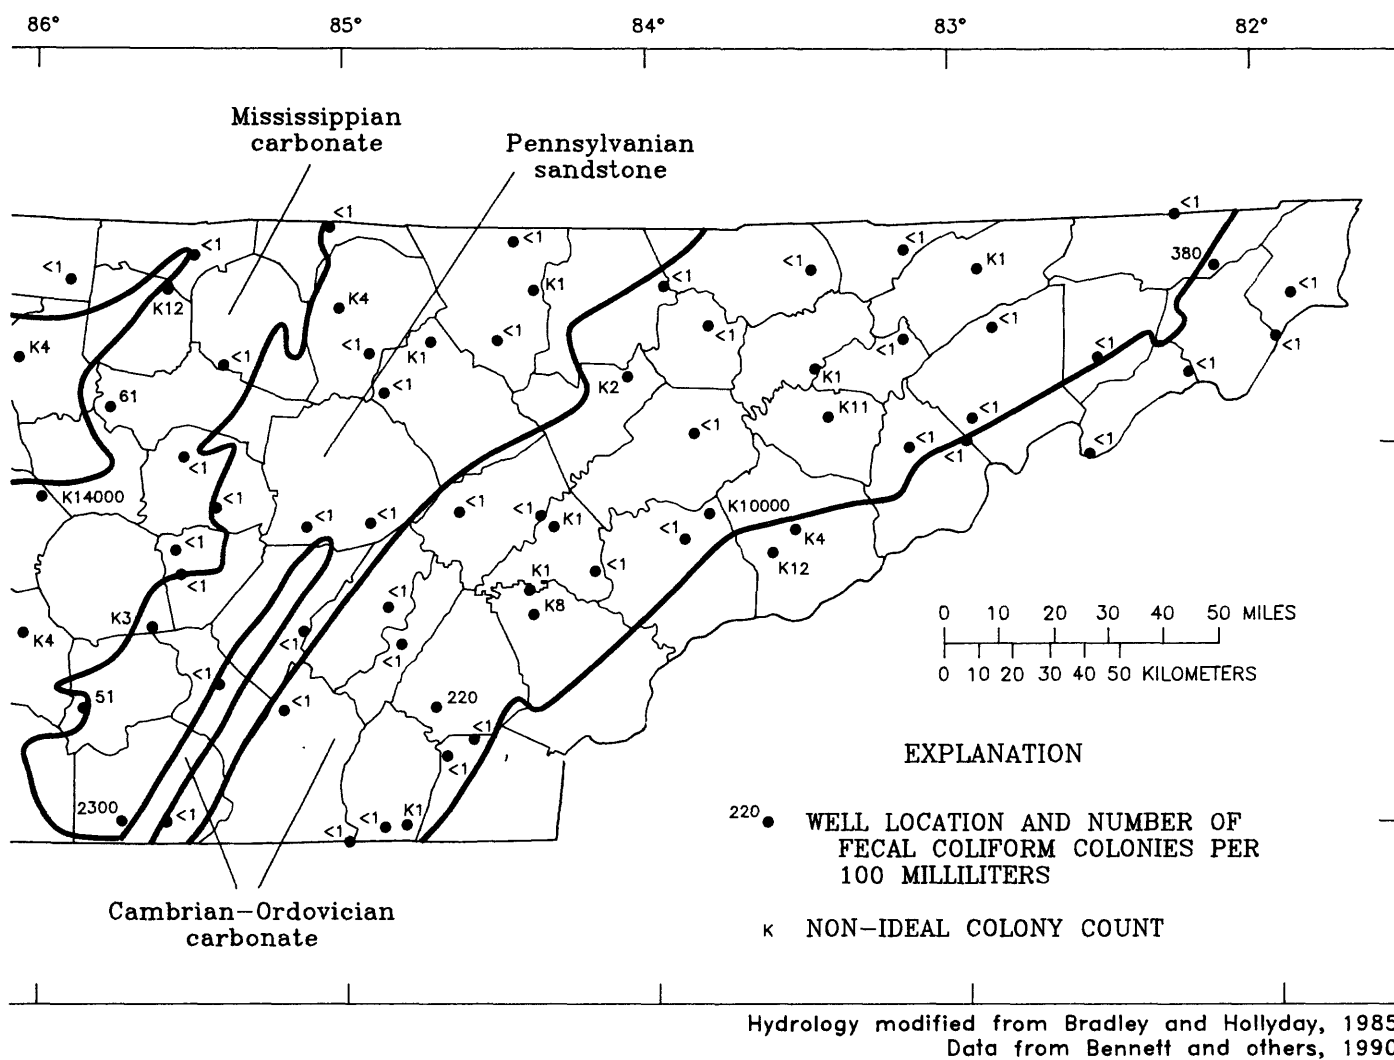 86° 85° 84° 83° 82°
Mississippian
carbonate
Pennsylvanian
sandstone
<1
<1
<1
<1
380
<1
<1
K1
<1
<1
K12
K4
K1
<1
<1
K4
<1
<1
K1
<1
<1
<1
<1
<1
<1
<1
K2
K1
<1
61
<1
K11
<1
<1
<1
<1
<1
K14000
<1
<1
<1
<1
<1
K1
K10000
<1
K4
K12
<1
<1
<1
K1
K8
<1
K3
K4
<1
<1
0 10 20 30 40 50 MILES
0 10 20 30 40 50 KILOMETERS
<1
51
<1
220
<1
<1
EXPLANATION
2300
<1
<1
K1
220 WELL LOCATION AND NUMBER OF
FECAL COLIFORM COLONIES PER
100 MILLILITERS
K NON-IDEAL COLONY COUNT
Cambrian-Ordovician
carbonate
Hydrology modified from Bradley and Hollyday, 1985
Data from Bennett and others, 1990